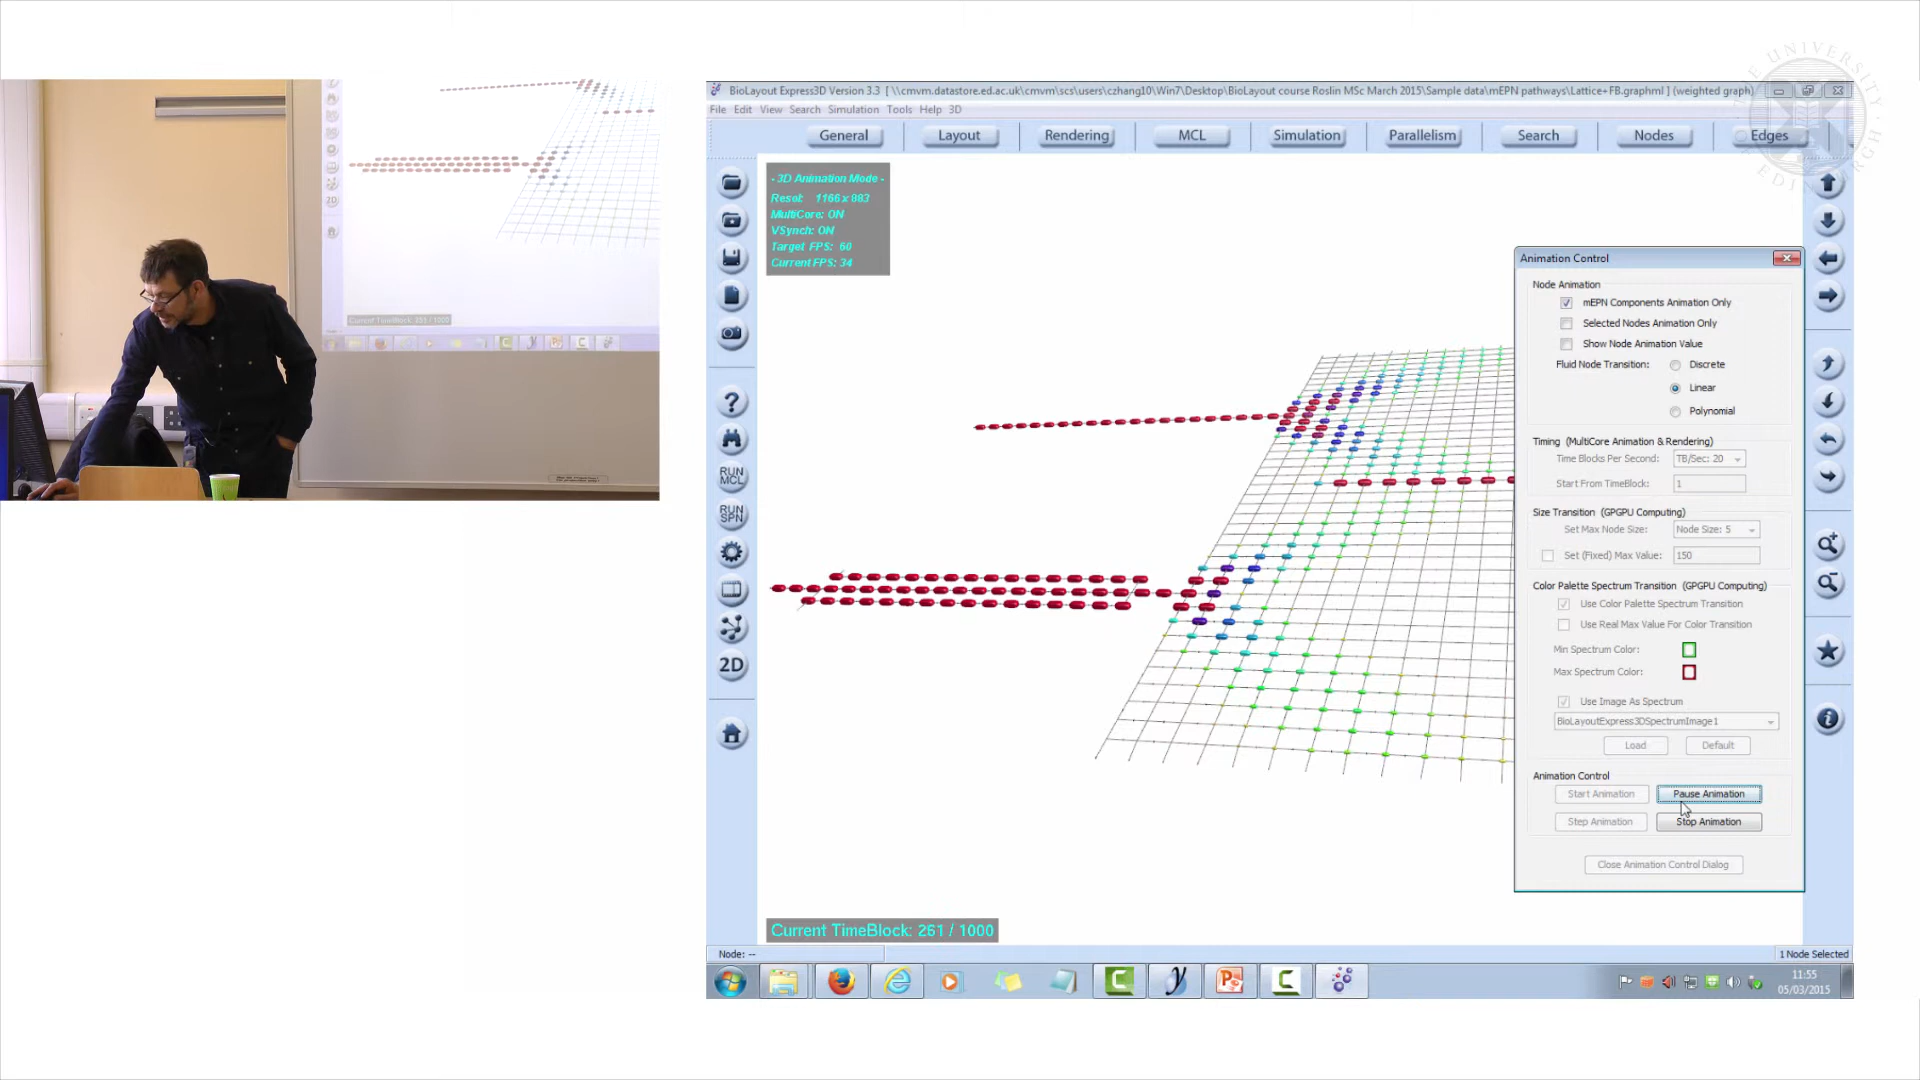 THE UNIVERSITY
EDINBURGH
BioLayout Express3D Version 3.3 [ \\cmvm.datastore.ed.ac.uk\cmvm\scs\users\czhang10\Win7\Desktop\BioLayout course Roslin MSc March 2015\Sample data\mEPN pathways\Lattice+FB.graphml ] (weighted graph)
File Edit View Search Simulation Tools Help 3D
General Layout Rendering MCL Simulation Parallelism Search Nodes Edges
- 3D Animation Mode -
Resol: 1166 x 883
MultiCore: ON
VSynch: ON
Target FPS: 60
Current FPS: 34
RUN
MCL
RUN
SPN
2D
Animation Control
Node Animation
mEPN Components Animation Only
Selected Nodes Animation Only
Show Node Animation Value
Fluid Node Transition: Discrete
Linear
Polynomial
Timing (MultiCore Animation & Rendering)
Time Blocks Per Second: TB/Sec: 20
Start From TimeBlock: 1
Size Transition (GPGPU Computing)
Set Max Node Size: Node Size: 5
Set (Fixed) Max Value: 150
Color Palette Spectrum Transition (GPGPU Computing)
Use Color Palette Spectrum Transition
Use Real Max Value For Color Transition
Min Spectrum Color:
Max Spectrum Color:
Use Image As Spectrum
BioLayoutExpress3DSpectrumImage1
Load Default
Animation Control
Start Animation Pause Animation
Step Animation Stop Animation
Close Animation Control Dialog
Current TimeBlock: 261 / 1000
Node: --
1 Node Selected
11:55
05/03/2015
2D
Current TimeBlock: 261 / 1000